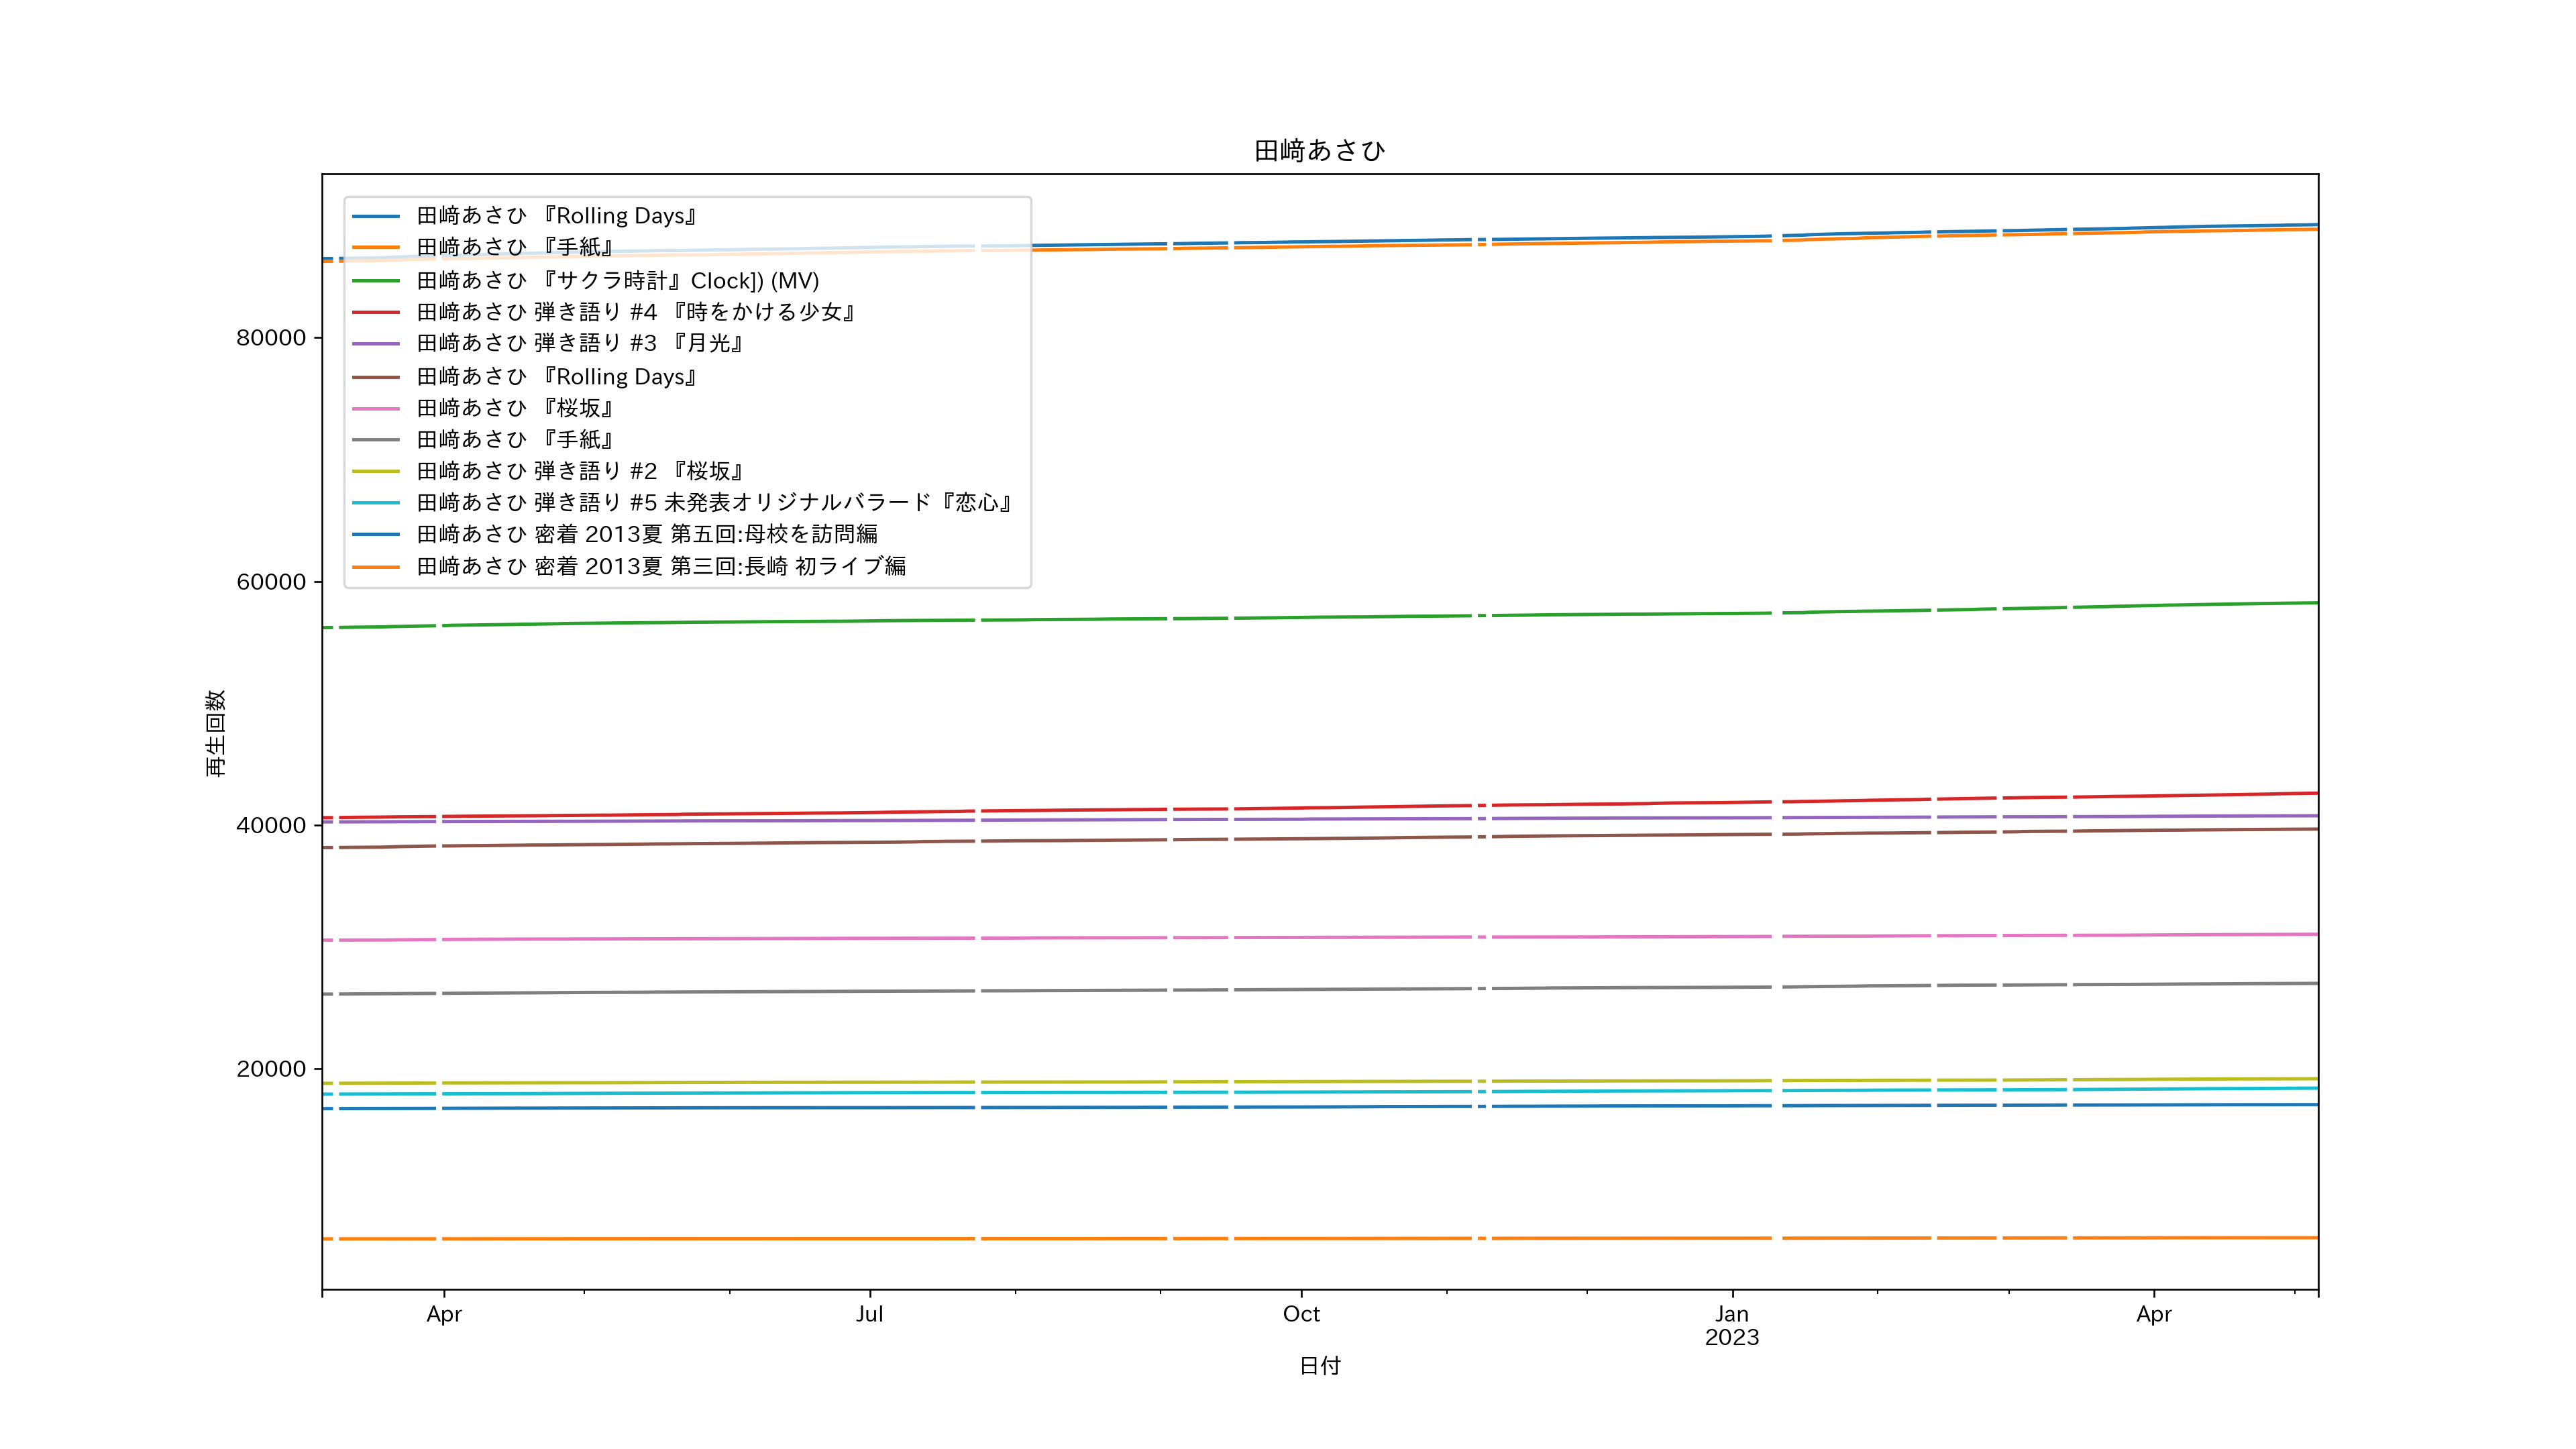 田﨑あさひ
田﨑あさひ 『Rolling Days』
田﨑あさひ 『手紙』
田﨑あさひ 『サクラ時計』Clock]) (MV)
田﨑あさひ 弾き語り #4 『時をかける少女』
田﨑あさひ 弾き語り #3 『月光』
田﨑あさひ 『Rolling Days』
田﨑あさひ 『桜坂』
田﨑あさひ 『手紙』
田﨑あさひ 弾き語り #2 『桜坂』
田﨑あさひ 弾き語り #5 未発表オリジナルバラード『恋心』
田﨑あさひ 密着 2013夏 第五回:母校を訪問編
田﨑あさひ 密着 2013夏 第三回:長崎 初ライブ編
80000
60000
40000
20000
再生回数
Apr
Jul
Oct
Jan
2023
Apr
日付